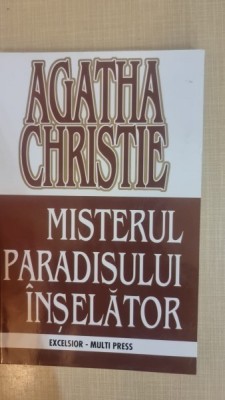 AGATHA
CHRISTIE
MISTERUL
PARADISULUI
ÎNȘELĂTOR
EXCELSIOR - MULTI PRESS